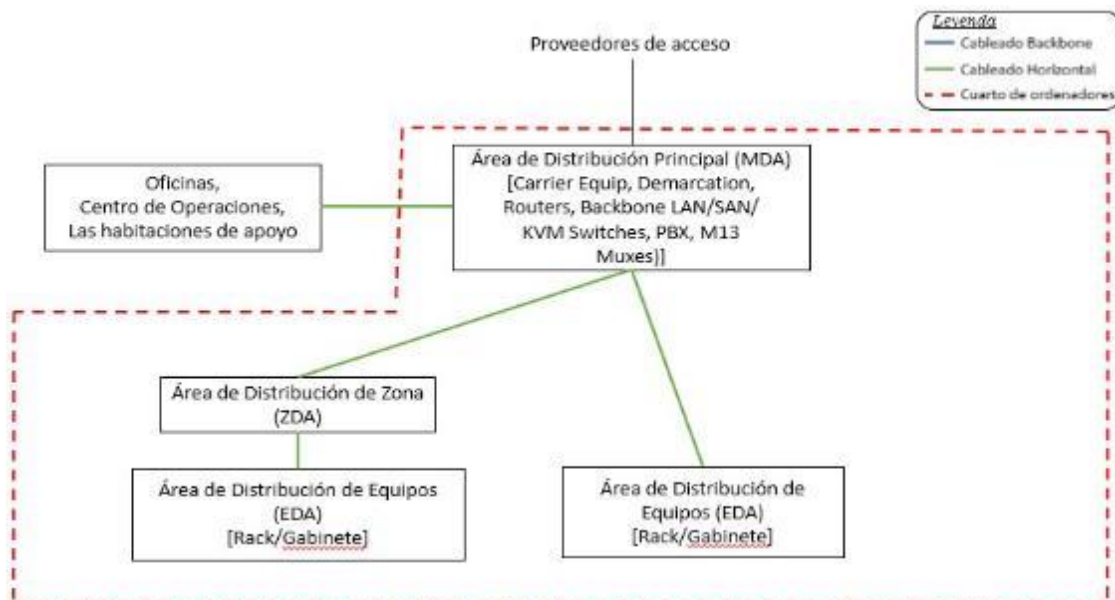 Leyenda
Cableado Backbone
Cableado Horizontal
Cuarto de ordenadores
Proveedores de acceso
Área de Distribución Principal (MDA)
[Carrier Equip, Demarcation,
Routers, Backbone LAN/SAN/
KVM Switches, PBX, M13
Muxes)]
Oficinas,
Centro de Operaciones,
Las habitaciones de apoyo
Área de Distribución de Zona
(ZDA)
Área de Distribución de Equipos
(EDA)
[Rack/Gabinete]
Área de Distribución de
Equipos (EDA)
[Rack/Gabinete]